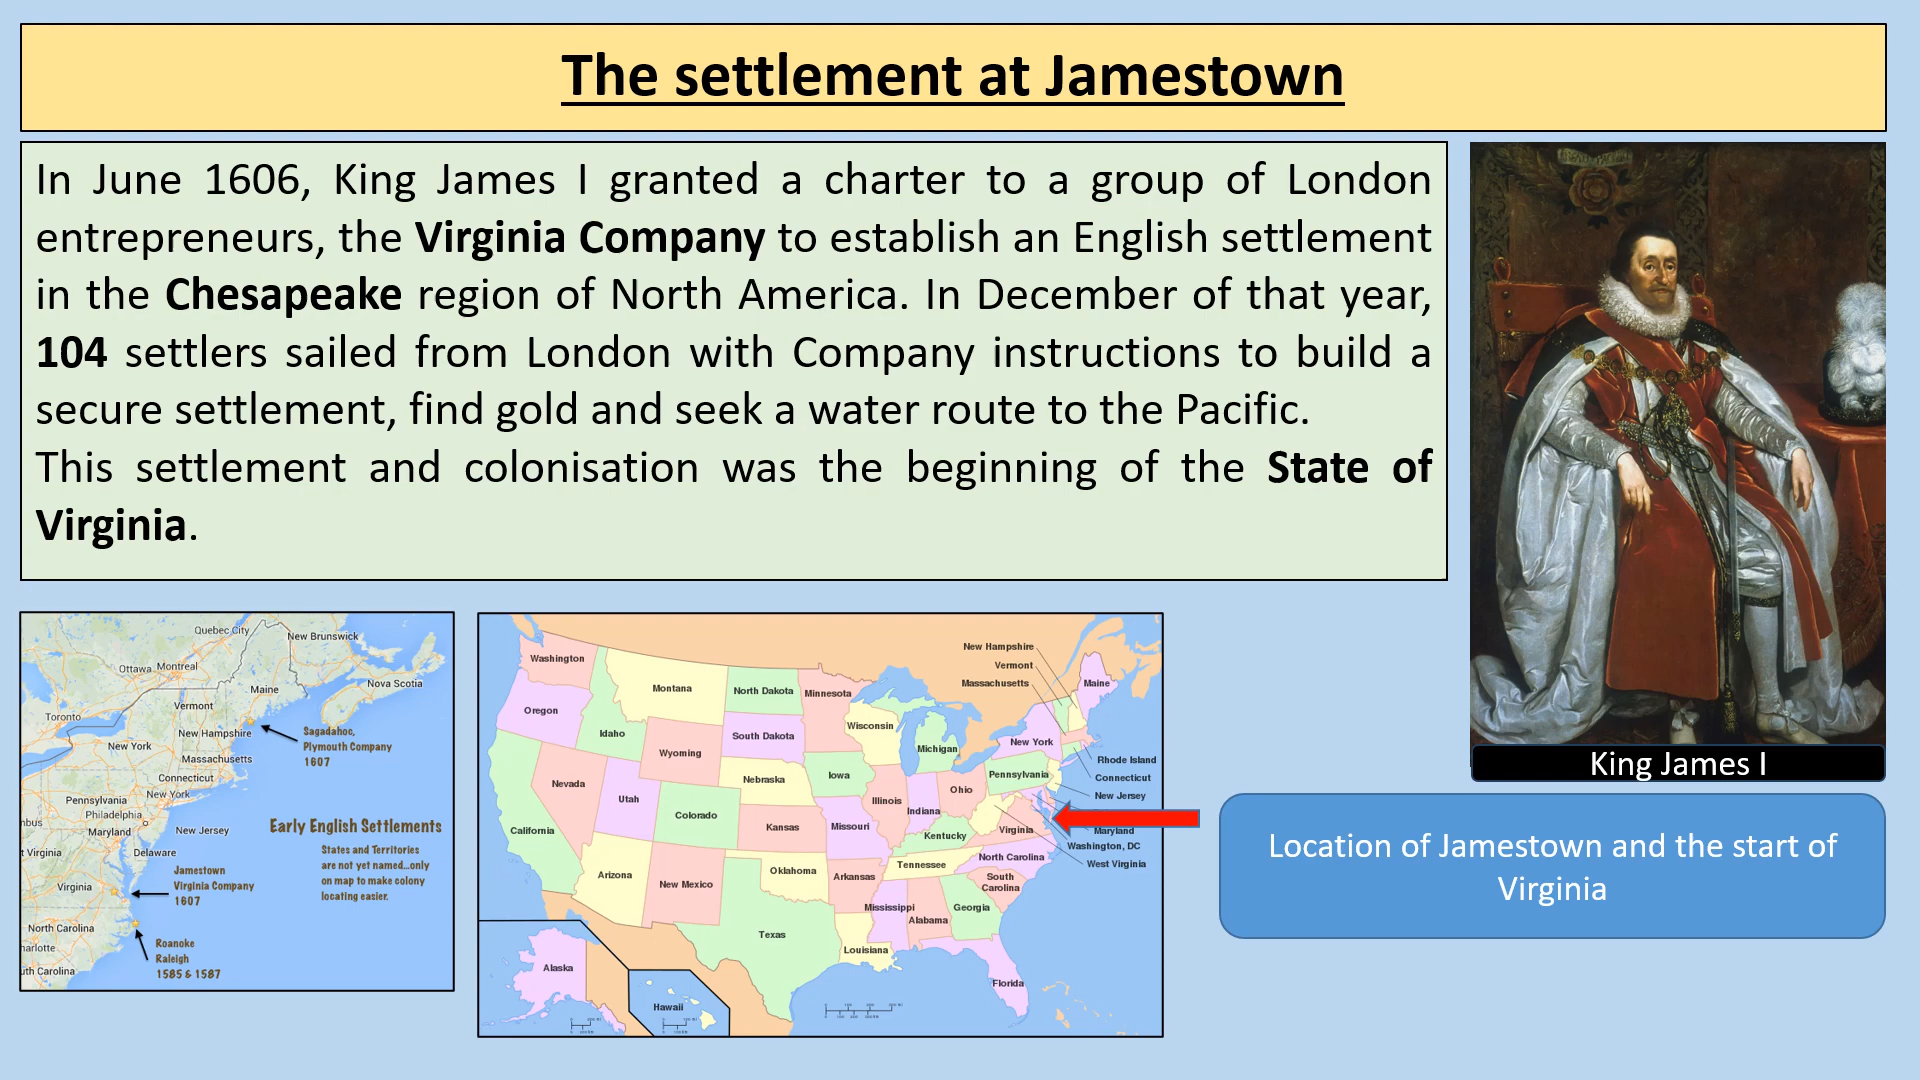 The settlement at Jamestown
In June 1606, King James I granted a charter to a group of London
entrepreneurs, the Virginia Company to establish an English settlement
in the Chesapeake region of North America. In December of that year,
104 settlers sailed from London with Company instructions to build a
secure settlement, find gold and seek a water route to the Pacific.
This settlement and colonisation was the beginning of the State of
Virginia.
King James I
Location of Jamestown and the start of
Virginia
Quebec City
New Brunswick
Ottawa
Montreal
Maine
Nova Scotia
Vermont
Toronto
New Hampshire
Sagadahoc,
Plymouth Company
1607
New York
Massachusetts
Connecticut
New York
Pennsylvania
Philadelphia
nbus
Maryland
New Jersey
Early English Settlements
States and Territories
are not yet named...only
on map to make colony
locating easier.
t Virginia
Delaware
Jamestown
Virginia Company
1607
Virginia
North Carolina
harlotte
Roanoke
Raleigh
1585 & 1587
uth Carolina
New Hampshire
Vermont
Massachusetts
Washington
Montana
North Dakota
Minnesota
Maine
Oregon
Idaho
South Dakota
Wisconsin
Michigan
New York
Wyoming
Rhode Island
Connecticut
New Jersey
Nevada
Nebraska
Iowa
Pennsylvania
Utah
Colorado
Illinois
Indiana
Ohio
California
Kansas
Missouri
Kentucky
Virginia
Maryland
Washington, DC
West Virginia
Arizona
New Mexico
Oklahoma
Arkansas
Tennessee
North Carolina
South
Carolina
Mississippi
Alabama
Georgia
Texas
Louisiana
Florida
Alaska
Hawaii